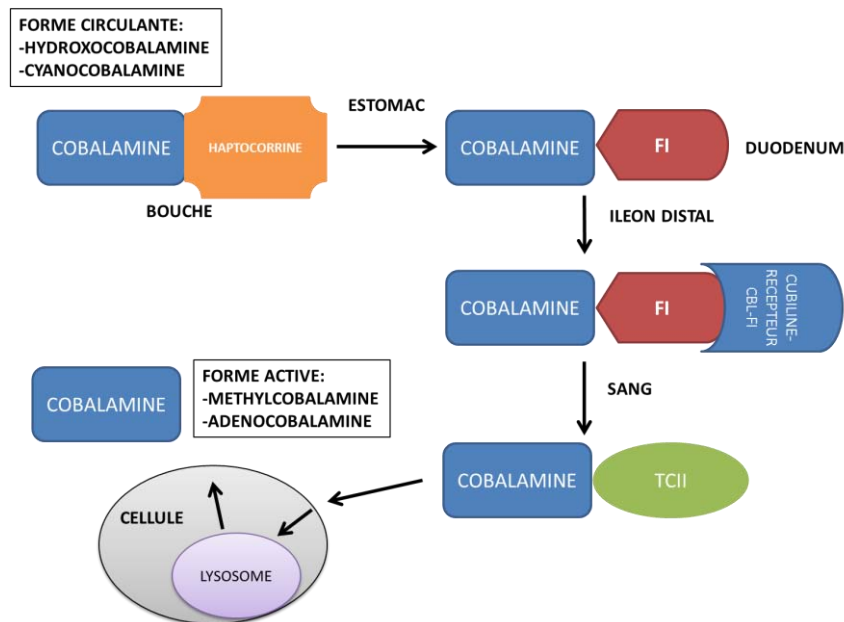 FORME CIRCULANTE:
-HYDROXOCOBALAMINE
-CYANOCOBALAMINE
COBALAMINE
HAPTOCORRINE
BOUCHE
ESTOMAC
COBALAMINE
FI
DUODENUM
ILEON DISTAL
COBALAMINE
FI
CUBILINE-
RECEPTEUR
CBL-FI
SANG
COBALAMINE
TCII
COBALAMINE
FORME ACTIVE:
-METHYLCOBALAMINE
-ADENOCOBALAMINE
CELLULE
LYSOSOME